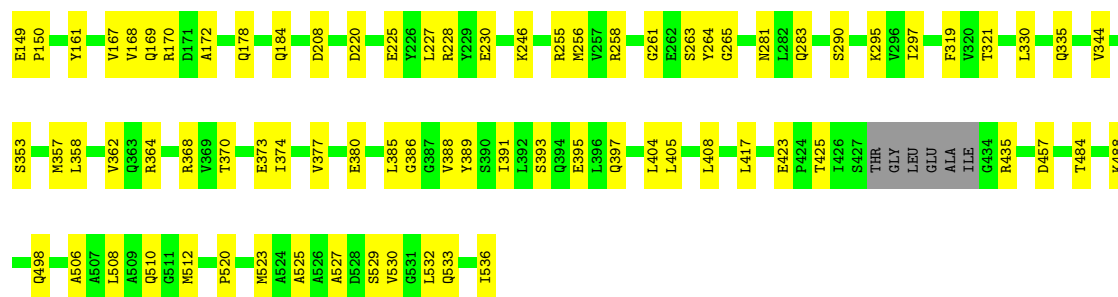 E149 P150 Y161 V167 V168 Q169 R170 D171 A172 Q178 Q184 D208 D220 E225 Y226 L227 R228 Y229 E230 K246 R255 M256 V257 R258 G261 E262 S263 Y264 G265 N281 L282 Q283 S290 K295 V296 I297 F319 V320 T321 L330 Q335 V344
S353 M357 L358 V362 Q363 R364 R368 V369 T370 E373 I374 V377 E380 L385 G386 G387 V388 Y389 S390 I391 L392 S393 Q394 E395 L396 Q397 L404 L405 L408 L417 E423 P424 T425 I426 S427 THR GLY LEU GLU ALA ILE G434 R435 D457 T484 K488
Q498 A506 A507 L508 A509 Q510 G511 M512 P520 M523 A524 A525 A526 A527 D528 S529 V530 G531 L532 Q533 I536